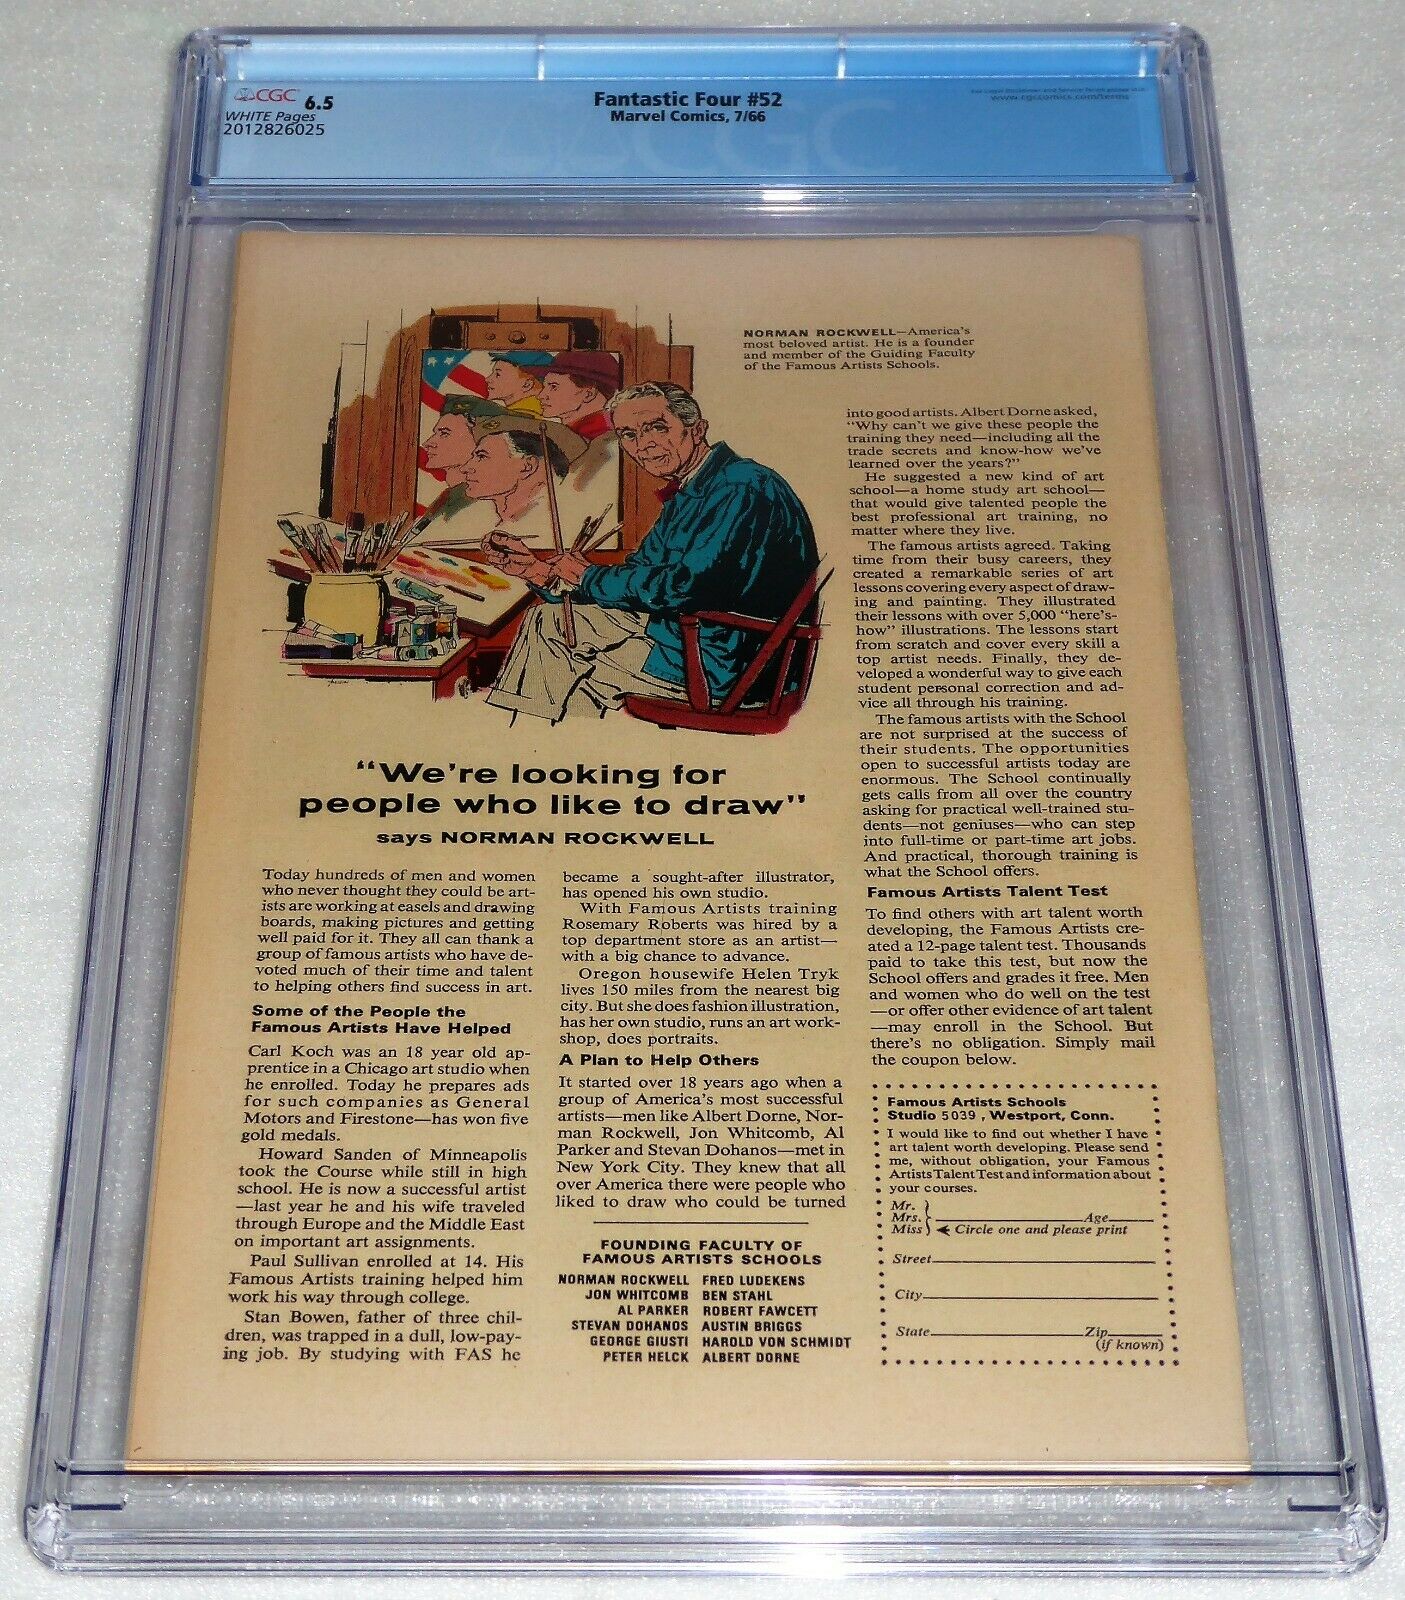 CGC 6.5
WHITE Pages
2012826025
Fantastic Four #52
Marvel Comics, 7/66
www.cgccomics.com/terms
CGC
NORMAN ROCKWELL—America's
most beloved artist. He is a founder
and member of the Guiding Faculty
of the Famous Artists Schools.
"We're looking for
people who like to draw"
says NORMAN ROCKWELL
Today hundreds of men and women
who never thought they could be art-
ists are working at easels and drawing
boards, making pictures and getting
well paid for it. They all can thank a
group of famous artists who have de-
voted much of their time and talent
to helping others find success in art.
Some of the People the
Famous Artists Have Helped
Carl Koch was an 18 year old ap-
prentice in a Chicago art studio when
he enrolled. Today he prepares ads
for such companies as General
Motors and Firestone—has won five
gold medals.
Howard Sanden of Minneapolis
took the Course while still in high
school. He is now a successful artist
—last year he and his wife traveled
through Europe and the Middle East
on important art assignments.
Paul Sullivan enrolled at 14. His
Famous Artists training helped him
work his way through college.
Stan Bowen, father of three chil-
dren, was trapped in a dull, low-pay-
ing job. By studying with FAS he
became a sought-after illustrator,
has opened his own studio.
With Famous Artists training
Rosemary Roberts was hired by a
top department store as an artist—
with a big chance to advance.
Oregon housewife Helen Tryk
lives 150 miles from the nearest big
city. But she does fashion illustration,
has her own studio, runs an art work-
shop, does portraits.
A Plan to Help Others
It started over 18 years ago when a
group of America's most successful
artists—men like Albert Dorne, Nor-
man Rockwell, Jon Whitcomb, Al
Parker and Stevan Dohanos—met in
New York City. They knew that all
over America there were people who
liked to draw who could be turned
FOUNDING FACULTY OF
FAMOUS ARTISTS SCHOOLS
NORMAN ROCKWELL FRED LUDEKENS
JON WHITCOMB BEN STAHL
AL PARKER ROBERT FAWCETT
STEVAN DOHANOS AUSTIN BRIGGS
GEORGE GIUSTI HAROLD VON SCHMIDT
PETER HELCK ALBERT DORNE
into good artists. Albert Dorne asked,
"Why can't we give these people the
training they need—including all the
trade secrets and know-how we've
learned over the years?"
He suggested a new kind of art
school—a home study art school—
that would give talented people the
best professional art training, no
matter where they live.
The famous artists agreed. Taking
time from their busy careers, they
created a remarkable series of art
lessons covering every aspect of draw-
ing and painting. They illustrated
their lessons with over 5,000 "here's-
how" illustrations. The lessons start
from scratch and cover every skill a
top artist needs. Finally, they de-
veloped a wonderful way to give each
student personal correction and ad-
vice all through his training.
The famous artists with the School
are not surprised at the success of
their students. The opportunities
open to successful artists today are
enormous. The School continually
gets calls from all over the country
asking for practical well-trained stu-
dents—not geniuses—who can step
into full-time or part-time art jobs.
And practical, thorough training is
what the School offers.
Famous Artists Talent Test
To find others with art talent worth
developing, the Famous Artists cre-
ated a 12-page talent test. Thousands
paid to take this test, but now the
School offers and grades it free. Men
and women who do well on the test
—or offer other evidence of art talent
—may enroll in the School. But
there's no obligation. Simply mail
the coupon below.
Famous Artists Schools
Studio 5039, Westport, Conn.
I would like to find out whether I have
art talent worth developing. Please send
me, without obligation, your Famous
Artists Talent Test and information about
your courses.
Mr.
Mrs. Age
Miss Circle one and please print
Street
City
State Zip
(if known)